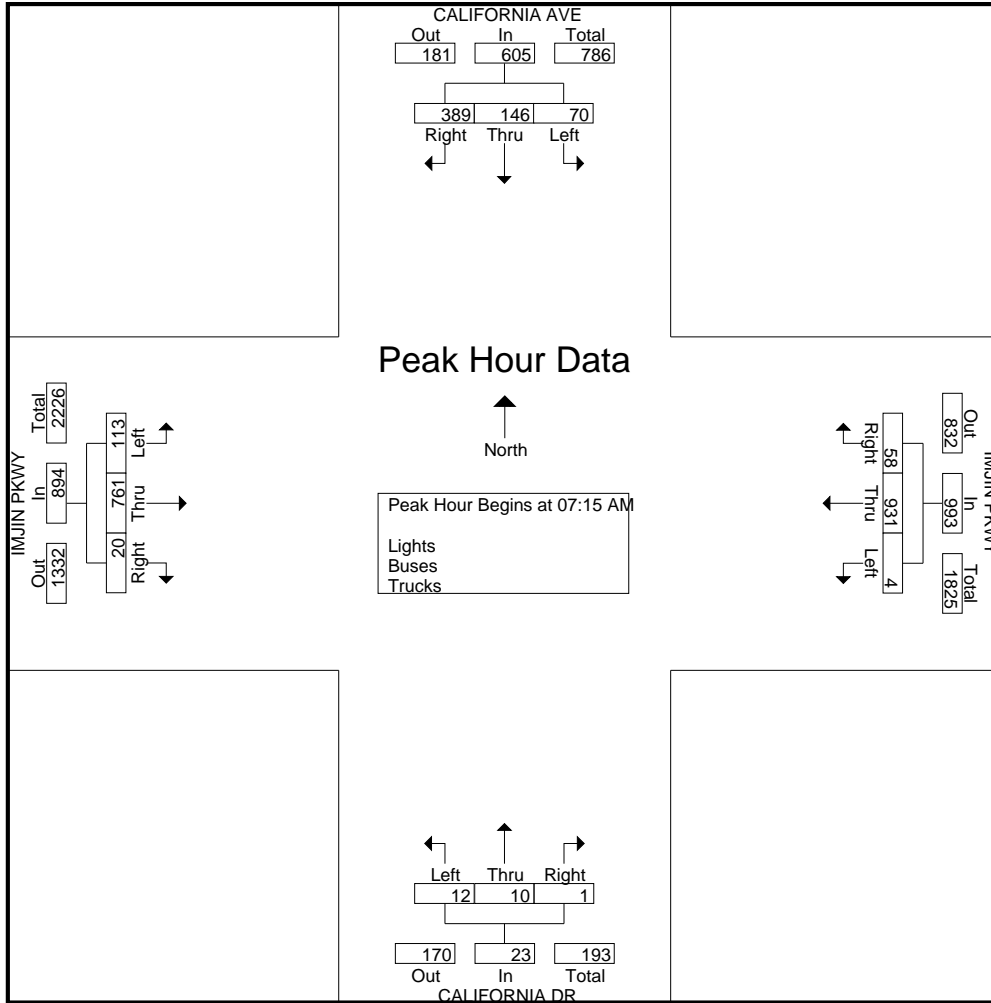 CALIFORNIA AVE
Out In Total
181 605 786
389 146 70
Right Thru Left
Peak Hour Data
North
Peak Hour Begins at 07:15 AM
Lights
Buses
Trucks
IMJIN PKWY
Total In Out
2226 894 1332
113 761 20
Left Thru Right
IMJIN PKWY
Out In Total
832 993 1825
58 931 4
Right Thru Left
Left Thru Right
12 10 1
170 23 193
Out In Total
CALIFORNIA DR